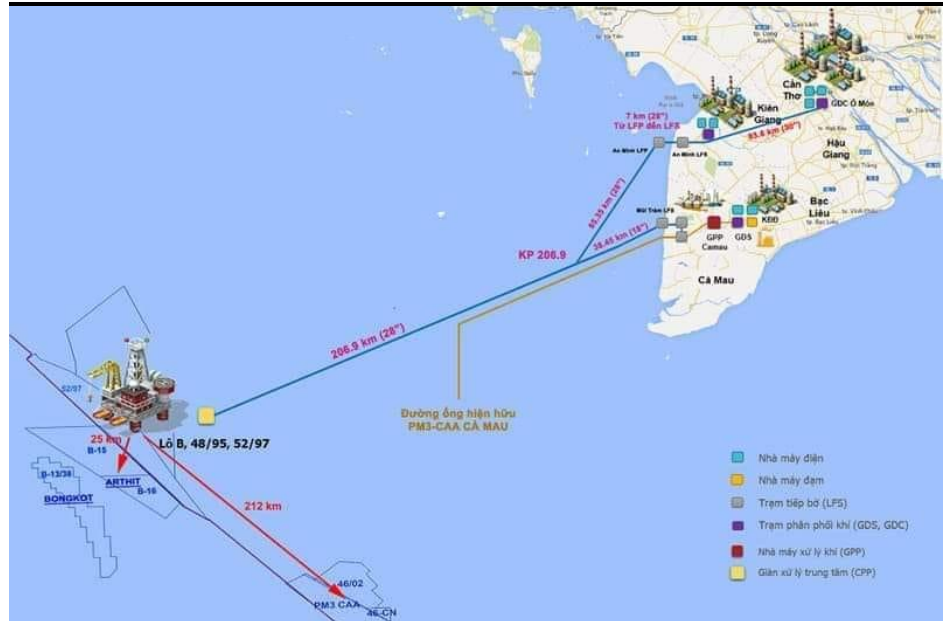 Cần
Thơ
GDC Ô Môn
Kiên
Giang
7 km (28")
Từ LFP đến LFS
93.6 km (30")
An Minh LFP
An Minh LFS
Hậu
Giang
65.35 km (28")
Mũi Tràm LFS
Bạc
Liêu
KĐĐ
38.45 km (18")
GPP
Camau
GDS
KP 206.9
Cà Mau
206.9 km (28")
52/97
Đường ống hiện hữu
PM3-CAA CÀ MAU
Lô B, 48/95, 52/97
25 km
B-15
B-13/38
ARTHIT
B-16
BONGKOT
212 km
46/02
PM3 CAA
46-CN
Nhà máy điện
Nhà máy đạm
Trạm tiếp bờ (LFS)
Trạm phân phối khí (GDS, GDC)
Nhà máy xử lý khí (GPP)
Giàn xử lý trung tâm (CPP)